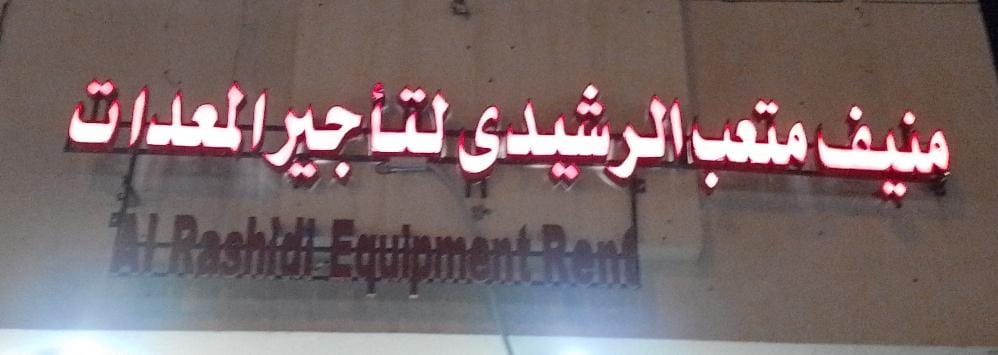 منيف متعب الرشيدى لتأجير المعدات
Al Rashidi Equipment Rent